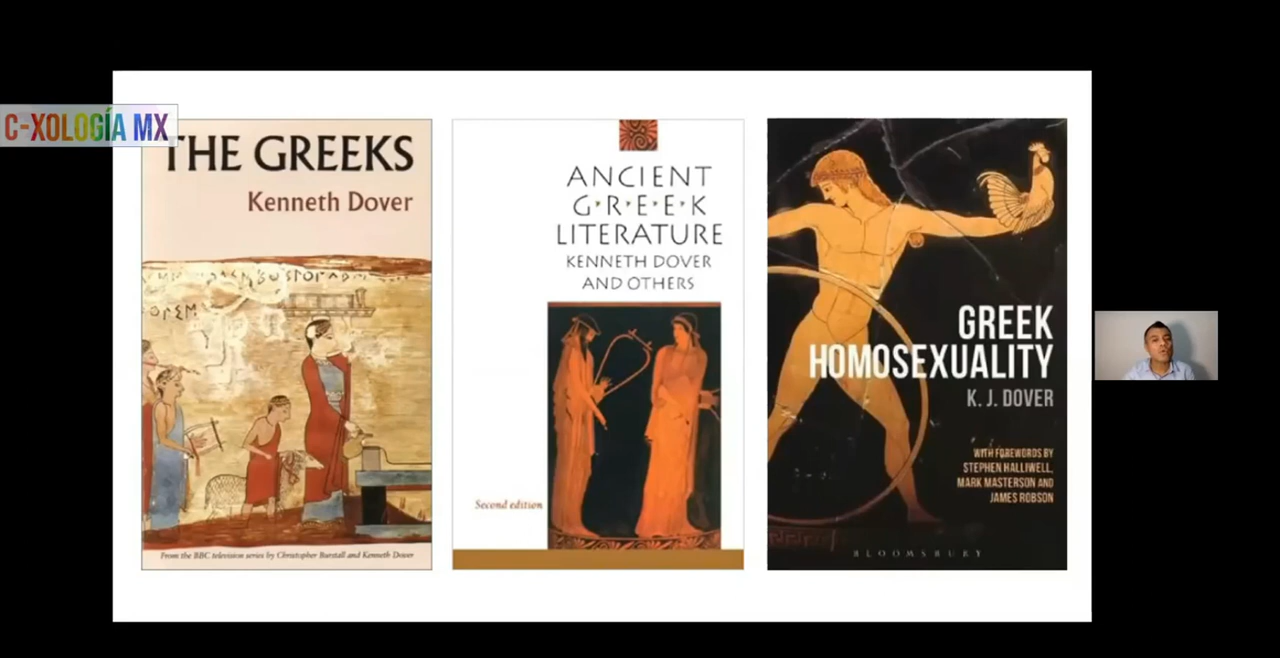 C-XOLOGÍA MX
THE GREEKS
Kenneth Dover
From the BBC television series by Christopher Burstall and Kenneth Dover
ANCIENT
G·R·E·E·K
LITERATURE
KENNETH DOVER
AND OTHERS
Second edition
GREEK
HOMOSEXUALITY
K. J. DOVER
WITH FOREWORDS BY
STEPHEN HALLIWELL,
MARK MASTERSON AND
JAMES ROBSON
BLOOMSBURY